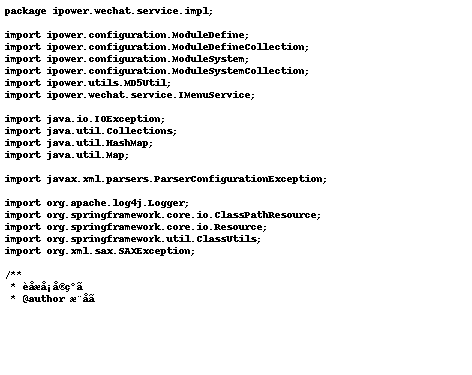 package ipower.wechat.service.impl;
import ipower.configuration.ModuleDefine;
import ipower.configuration.ModuleDefineCollection;
import ipower.configuration.ModuleSystem;
import ipower.configuration.ModuleSystemCollection;
import ipower.utils.MD5Util;
import ipower.wechat.service.IMenuService;
import java.io.IOException;
import java.util.Collections;
import java.util.HashMap;
import java.util.Map;
import javax.xml.parsers.ParserConfigurationException;
import org.apache.log4j.Logger;
import org.springframework.core.io.ClassPathResource;
import org.springframework.core.io.Resource;
import org.springframework.util.ClassUtils;
import org.xml.sax.SAXException;
/**
 * èåæå¡å®ç°ã
 * @author æ¨åã